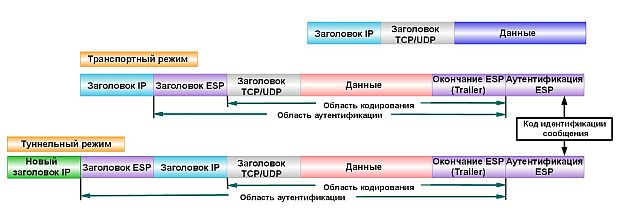 Заголовок IP
Заголовок
TCP/UDP
Данные
Транспортный режим
Заголовок IP
Заголовок ESP
Заголовок
TCP/UDP
Данные
Окончание ESP
(Trailer)
Аутентификация
ESP
Область кодирования
Область аутентификации
Код идентификации
сообщения
Туннельный режим
Новый
заголовок IP
Заголовок ESP
Заголовок IP
Заголовок
TCP/UDP
Данные
Окончание ESP
(Trailer)
Аутентификация
ESP
Область кодирования
Область аутентификации